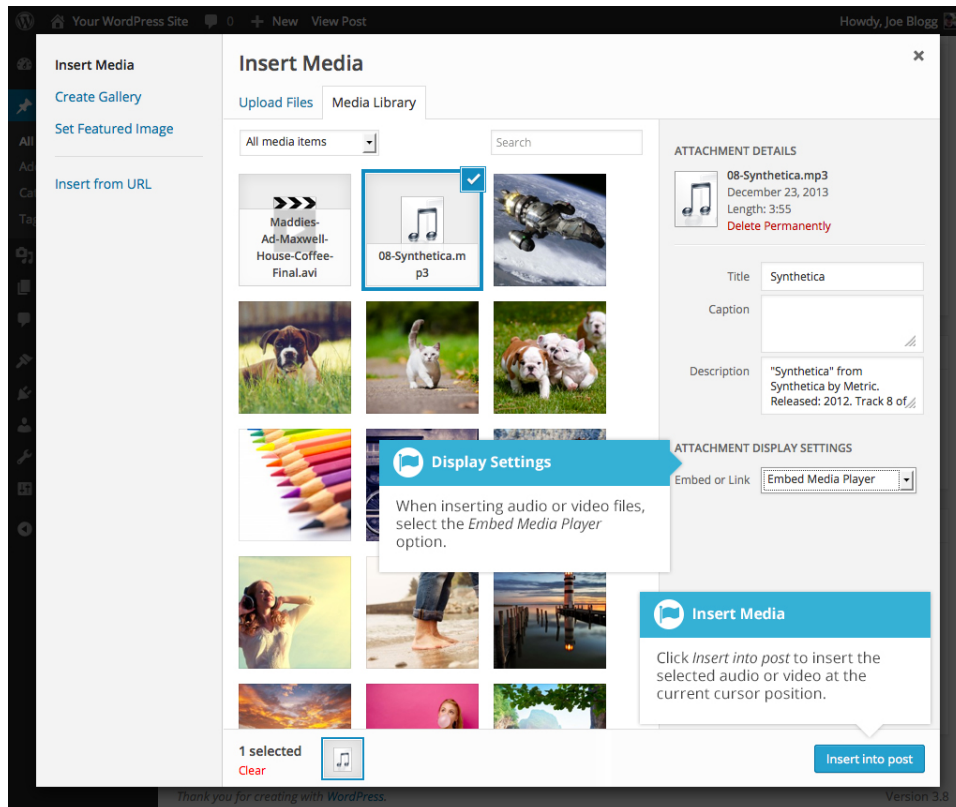 Your WordPress Site 0 + New View Post Howdy, Joe Blogg
Insert Media
Create Gallery
Set Featured Image
Insert from URL
All
Ad
Cat
Tag
Insert Media
×
Upload Files Media Library
All media items
Search
Maddies-
Ad-Maxwell-
House-Coffee-
Final.avi
08-Synthetica.m
p3
ATTACHMENT DETAILS
08-Synthetica.mp3
December 23, 2013
Length: 3:55
Delete Permanently
Title Synthetica
Caption
Description "Synthetica" from
Synthetica by Metric.
Released: 2012. Track 8 of
ATTACHMENT DISPLAY SETTINGS
Embed or Link Embed Media Player
Display Settings
When inserting audio or video files,
select the Embed Media Player
option.
Insert Media
Click Insert into post to insert the
selected audio or video at the
current cursor position.
1 selected
Clear
Insert into post
Thank you for creating with WordPress. Version 3.8